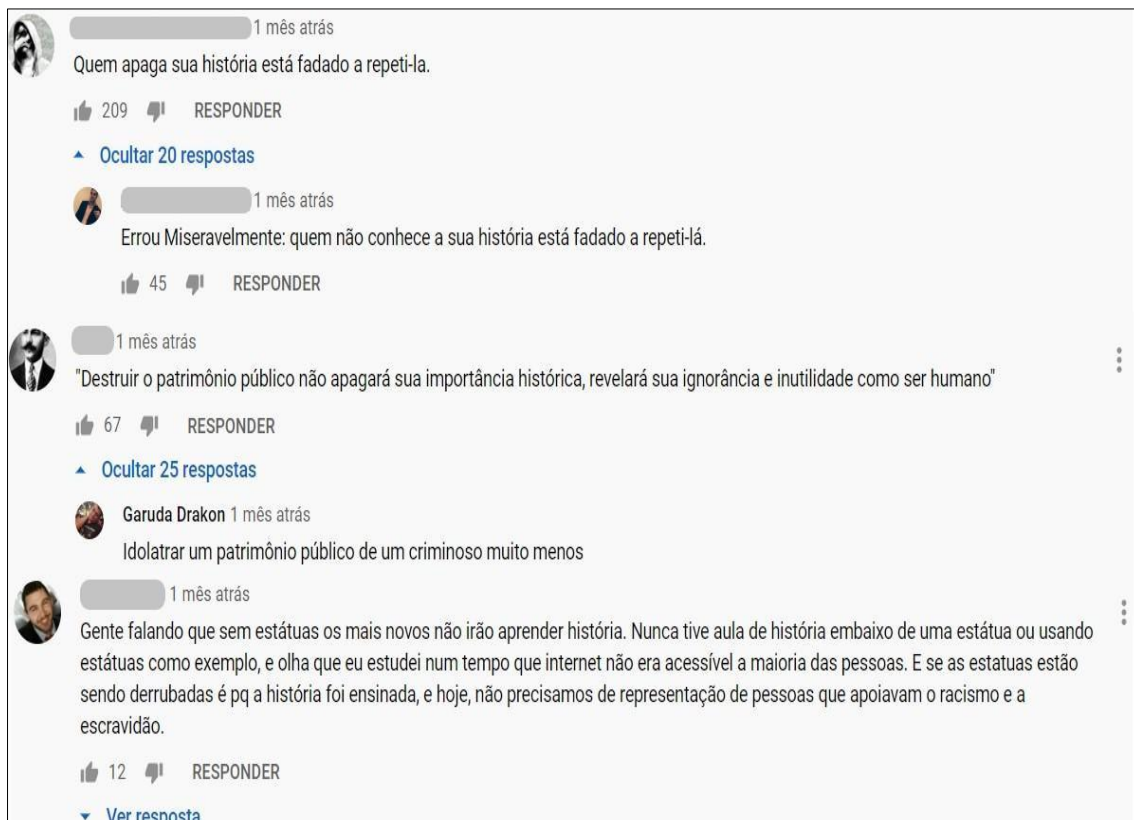 1 mês atrás
Quem apaga sua história está fadado a repeti-la.
209 RESPONDER
Ocultar 20 respostas
1 mês atrás
Errou Miseravelmente: quem não conhece a sua história está fadado a repeti-lá.
45 RESPONDER
1 mês atrás
"Destruir o patrimônio público não apagará sua importância histórica, revelará sua ignorância e inutilidade como ser humano"
67 RESPONDER
Ocultar 25 respostas
Garuda Drakon 1 mês atrás
Idolatrar um patrimônio público de um criminoso muito menos
1 mês atrás
Gente falando que sem estátuas os mais novos não irão aprender história. Nunca tive aula de história embaixo de uma estátua ou usando
estátuas como exemplo, e olha que eu estudei num tempo que internet não era acessível a maioria das pessoas. E se as estatuas estão
sendo derrubadas é pq a história foi ensinada, e hoje, não precisamos de representação de pessoas que apoiavam o racismo e a
escravidão.
12 RESPONDER
Ver resposta